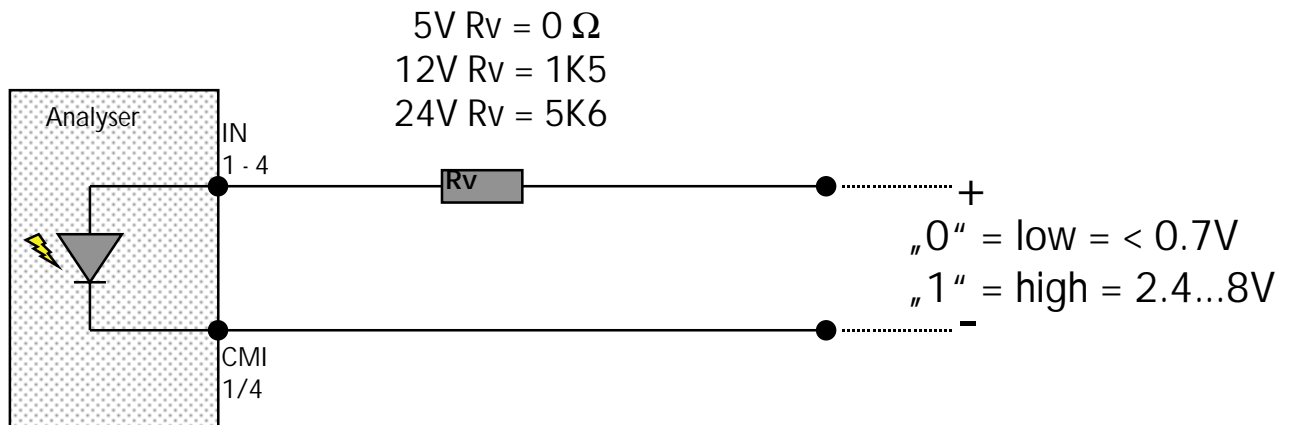 5V Rv = 0 Ω
12V Rv = 1K5
24V Rv = 5K6
Analyser
IN
1 - 4
Rv
+
„0“ = low = < 0.7V
„1“ = high = 2.4...8V
-
CMI
1/4